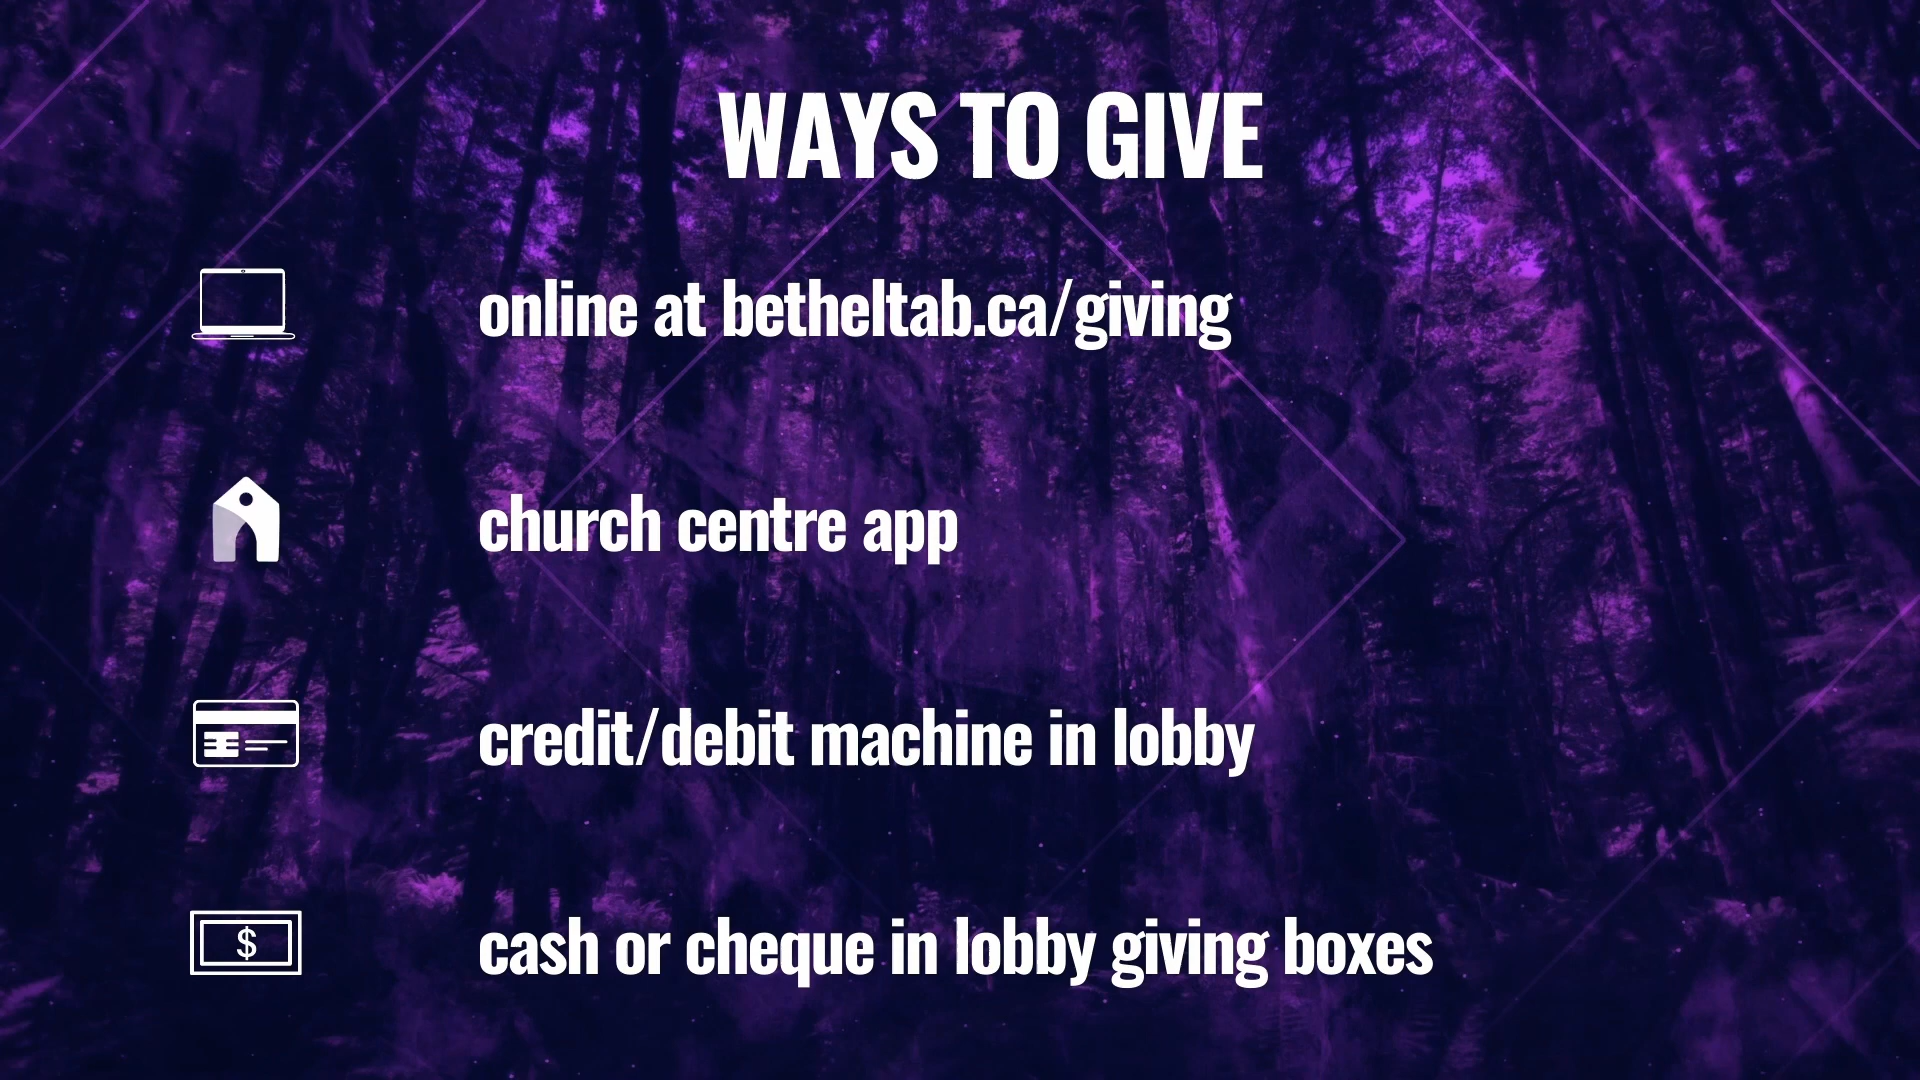 WAYS TO GIVE
online at betheltab.ca/giving
church centre app
credit/debit machine in lobby
$
cash or cheque in lobby giving boxes